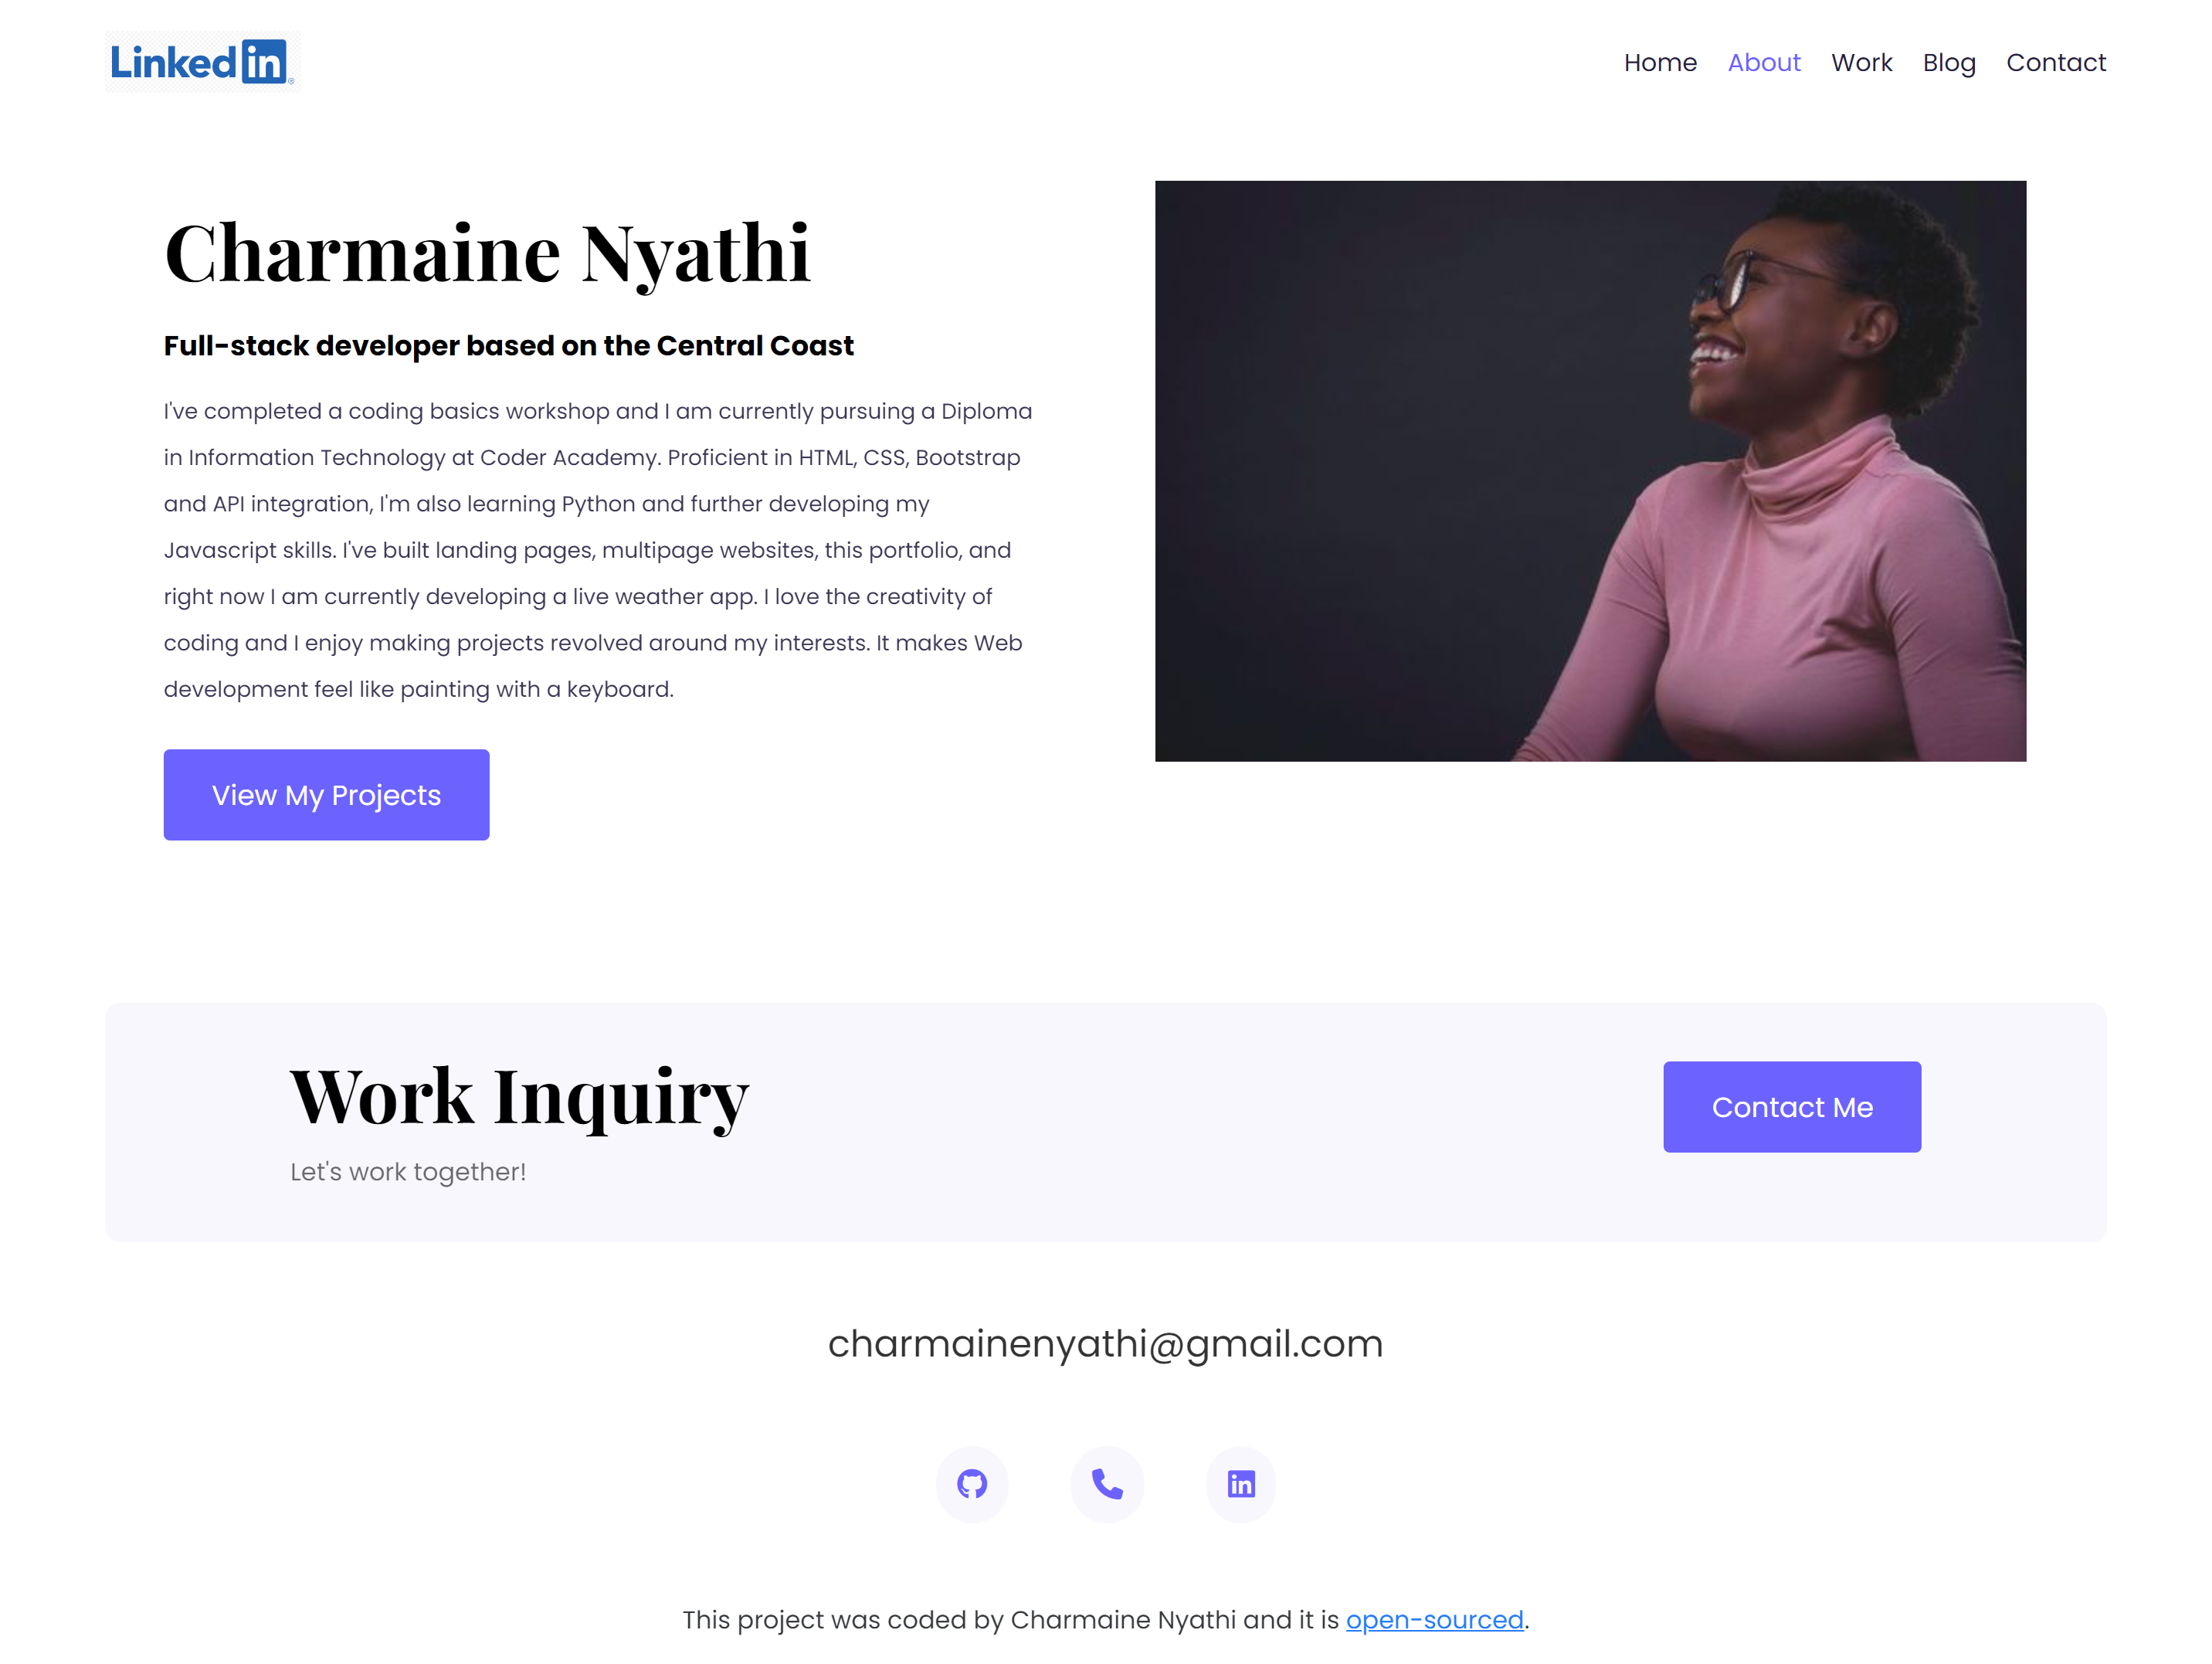 Linked in
Home About Work Blog Contact
Charmaine Nyathi
Full-stack developer based on the Central Coast
I've completed a coding basics workshop and I am currently pursuing a Diploma
in Information Technology at Coder Academy. Proficient in HTML, CSS, Bootstrap
and API integration, I'm also learning Python and further developing my
Javascript skills. I've built landing pages, multipage websites, this portfolio, and
right now I am currently developing a live weather app. I love the creativity of
coding and I enjoy making projects revolved around my interests. It makes Web
development feel like painting with a keyboard.
View My Projects
Work Inquiry
Let's work together!
Contact Me
charmainenyathi@gmail.com
in
This project was coded by Charmaine Nyathi and it is open-sourced.